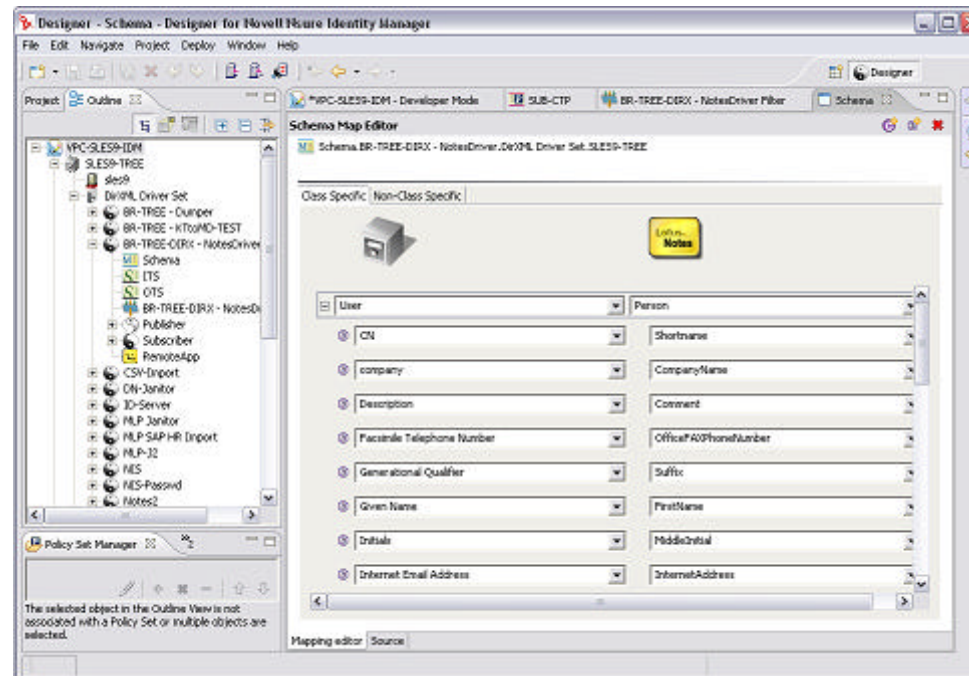 Designer - Schema - Designer for Novell Nsure Identity Manager
File Edit Navigate Project Deploy Window Help
Designer
Project Outline
*VPC-SLES9-IDM - Developer Mode SUB-CTP BR-TREE-DIRX - NotesDriver Filter Schema
Schema Map Editor
Schema.BR-TREE-DIRX - NotesDriver.DirXML Driver Set.SLES9-TREE
Class Specific Non-Class Specific
Lotus Notes
VPC-SLES9-IDM
SLES9-TREE
sles9
DirXML Driver Set
BR-TREE - Dumper
BR-TREE - KTtoMD-TEST
BR-TREE-DIRX - NotesDriver
Schema
ITS
OTS
BR-TREE-DIRX - NotesD
Publisher
Subscriber
RemoteApp
CSV-Import
DN-Janitor
ID-Server
MLP Janitor
MLP SAP HR Import
MLP-J2
NIS
NIS-Passwd
Notes2
User Person
CN Shortname
company CompanyName
Description Comment
Facsimile Telephone Number OfficeFAXPhoneNumber
Generational Qualifier Suffix
Given Name FirstName
Initials MiddleInitial
Internet Email Address InternetAddress
Policy Set Manager
2
The selected object in the Outline View is not
associated with a Policy Set or multiple objects are
selected.
Mapping editor Source